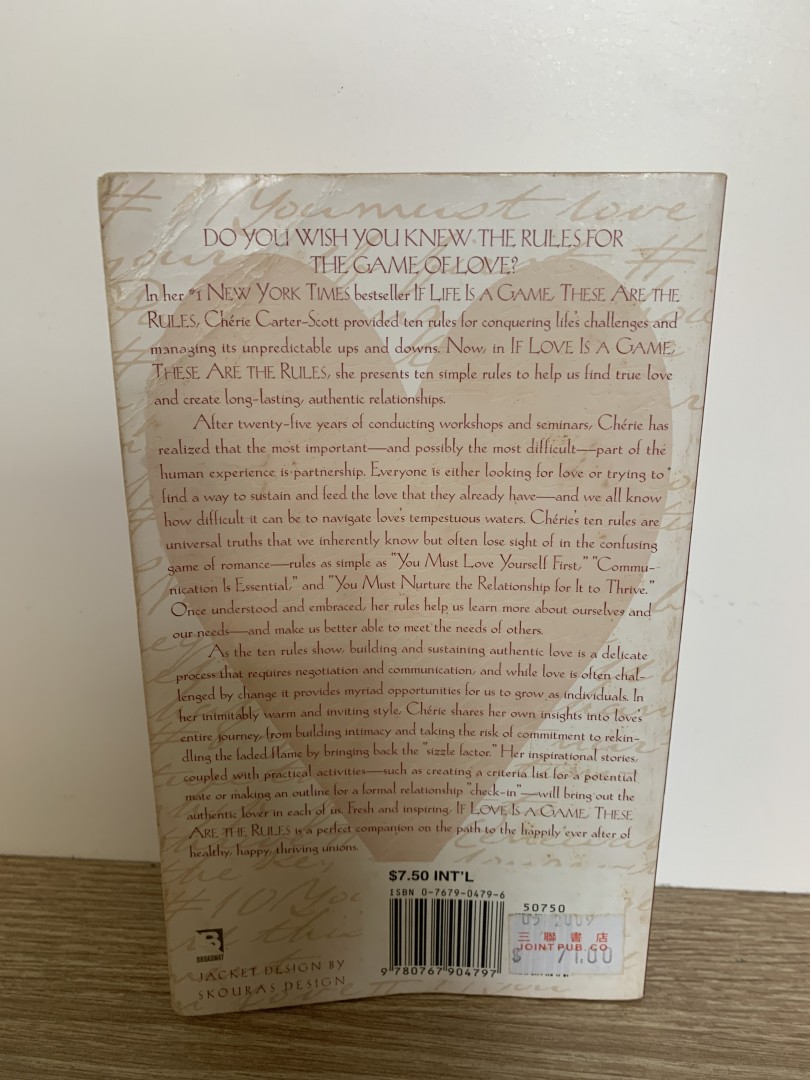 You must love
DO YOU WISH YOU KNEW THE RULES FOR
THE GAME OF LOVE?
In her #1 NEW YORK TIMES bestseller IF LIFE IS A GAME, THESE ARE THE
RULES, Chérie Carter-Scott provided ten rules for conquering life's challenges and
managing its unpredictable ups and downs. Now, in IF LOVE IS A GAME,
THESE ARE THE RULES, she presents ten simple rules to help us find true love
and create long-lasting, authentic relationships.
After twenty-five years of conducting workshops and seminars, Chérie has
realized that the most important—and possibly the most difficult—part of the
human experience is partnership. Everyone is either looking for love or trying to
find a way to sustain and feed the love that they already have—and we all know
how difficult it can be to navigate love's tempestuous waters. Chérie's ten rules are
universal truths that we inherently know but often lose sight of in the confusing
game of romance—rules as simple as "You Must Love Yourself First," "Commu-
nication Is Essential," and "You Must Nurture the Relationship for It to Thrive."
Once understood and embraced, her rules help us learn more about ourselves and
our needs—and make us better able to meet the needs of others.
As the ten rules show, building and sustaining authentic love is a delicate
process that requires negotiation and communication, and while love is often chal-
lenged by change it provides myriad opportunities for us to grow as individuals. In
her inimitably warm and inviting style, Chérie shares her own insights into love's
entire journey, from building intimacy and taking the risk of commitment to rekin-
dling the faded flame by bringing back the "sizzle factor." Her inspirational stories,
coupled with practical activities—such as creating a criteria list for a potential
mate or making an outline for a formal relationship "check-in"—will bring out the
authentic lover in each of us. Fresh and inspiring, IF LOVE IS A GAME, THESE
ARE THE RULES is a perfect companion on the path to the happily ever after of
healthy, happy, thriving unions.
$7.50 INT'L
ISBN 0-7679-0479-6
50750
05 2009
三聯書店
JOINT PUB. CO
$ 71.00
9 780767 904797
B
BROADWAY
JACKET DESIGN BY
SKOURAS DESIGN